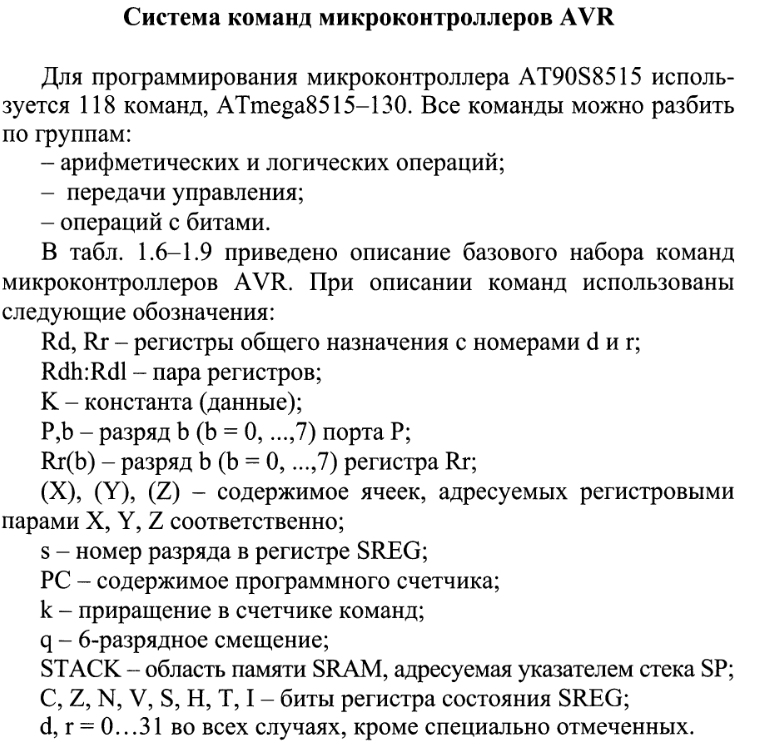 Система команд микроконтроллеров AVR
Для программирования микроконтроллера AT90S8515 исполь-
зуется 118 команд, ATmega8515–130. Все команды можно разбить
по группам:
– арифметических и логических операций;
– передачи управления;
– операций с битами.
В табл. 1.6–1.9 приведено описание базового набора команд
микроконтроллеров AVR. При описании команд использованы
следующие обозначения:
Rd, Rr – регистры общего назначения с номерами d и r;
Rdh:Rdl – пара регистров;
K – константа (данные);
P,b – разряд b (b = 0, ...,7) порта P;
Rr(b) – разряд b (b = 0, ...,7) регистра Rr;
(X), (Y), (Z) – содержимое ячеек, адресуемых регистровыми
парами X, Y, Z соответственно;
s – номер разряда в регистре SREG;
PC – содержимое программного счетчика;
k – приращение в счетчике команд;
q – 6-разрядное смещение;
STACK – область памяти SRAM, адресуемая указателем стека SP;
C, Z, N, V, S, H, T, I – биты регистра состояния SREG;
d, r = 0…31 во всех случаях, кроме специально отмеченных.